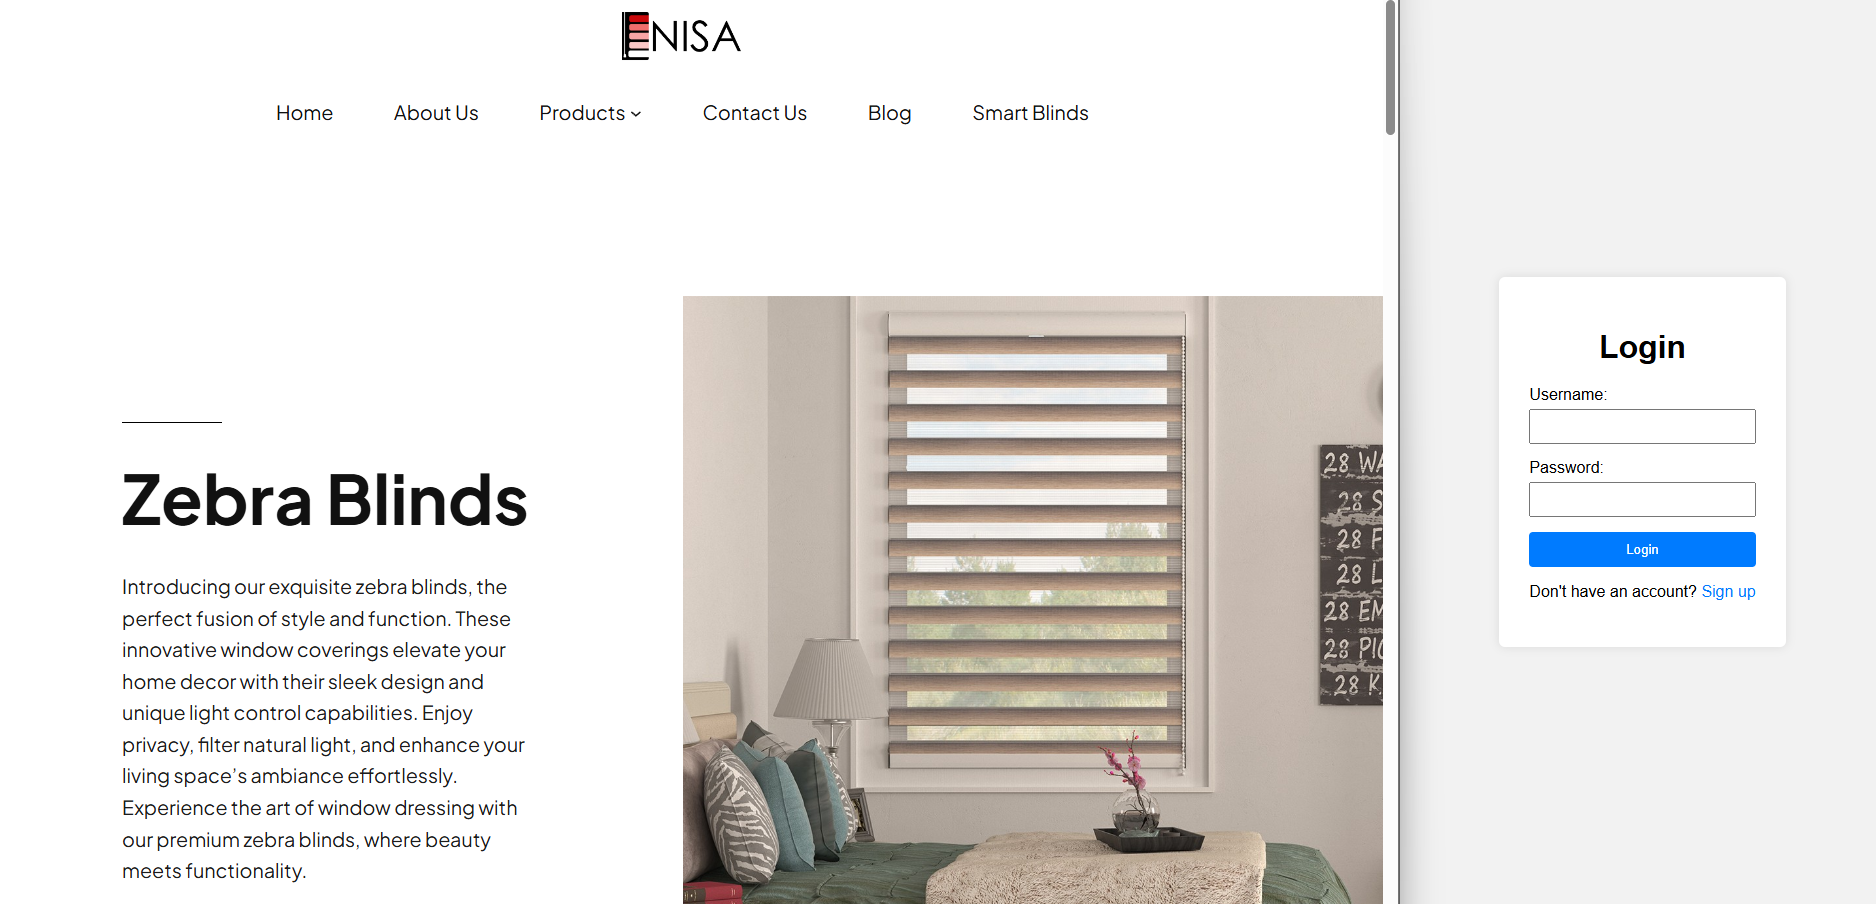 ENISA
Home About Us Products Contact Us Blog Smart Blinds
Zebra Blinds
Introducing our exquisite zebra blinds, the
perfect fusion of style and function. These
innovative window coverings elevate your
home decor with their sleek design and
unique light control capabilities. Enjoy
privacy, filter natural light, and enhance your
living space’s ambiance effortlessly.
Experience the art of window dressing with
our premium zebra blinds, where beauty
meets functionality.
28 WA
28 S
28 F
28 L
28 EM
28 PIC
28 K
Login
Username:
Password:
Login
Don't have an account? Sign up